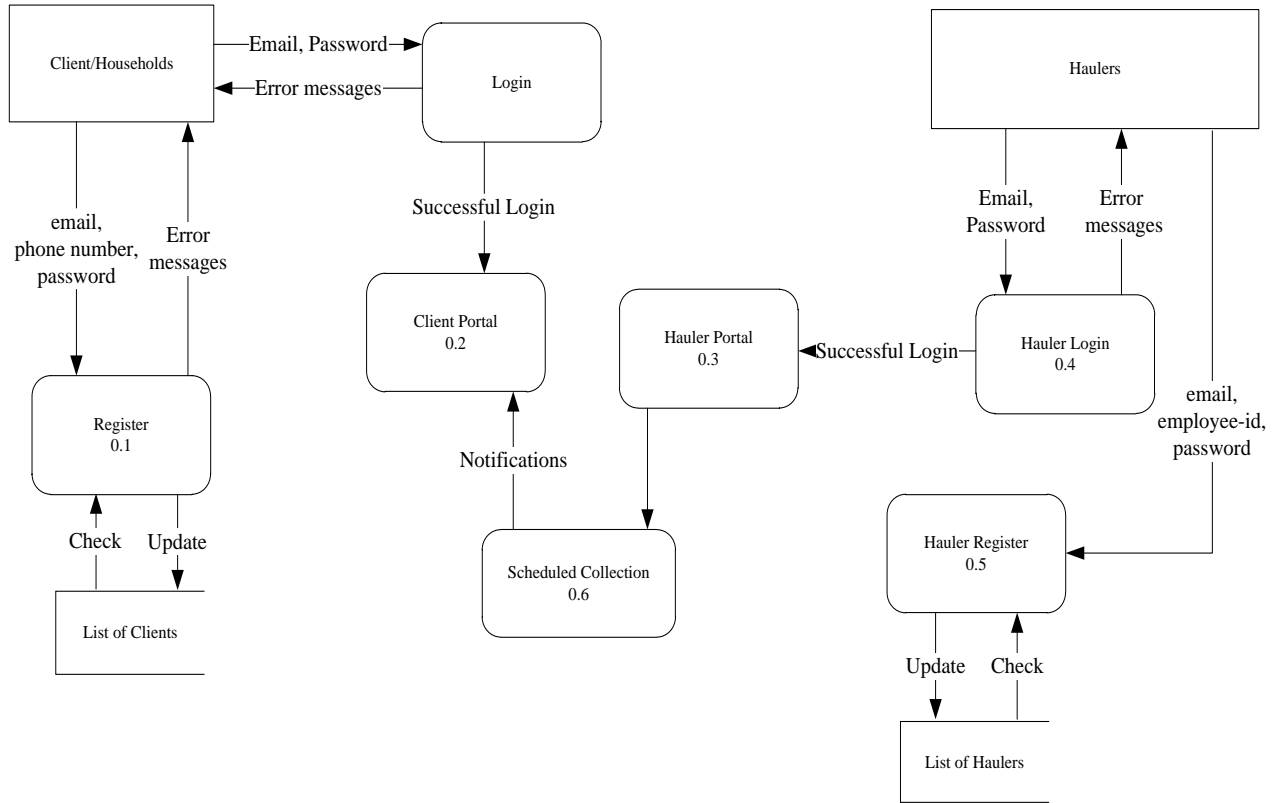 Client/Households
Email, Password
Error messages
Login
Haulers
email,
phone number,
password
Error
messages
Successful Login
Email,
Password
Error
messages
Client Portal
0.2
Hauler Portal
0.3
Successful Login
Hauler Login
0.4
Register
0.1
email,
employee-id,
password
Notifications
Check
Update
Scheduled Collection
0.6
Hauler Register
0.5
List of Clients
Update
Check
List of Haulers